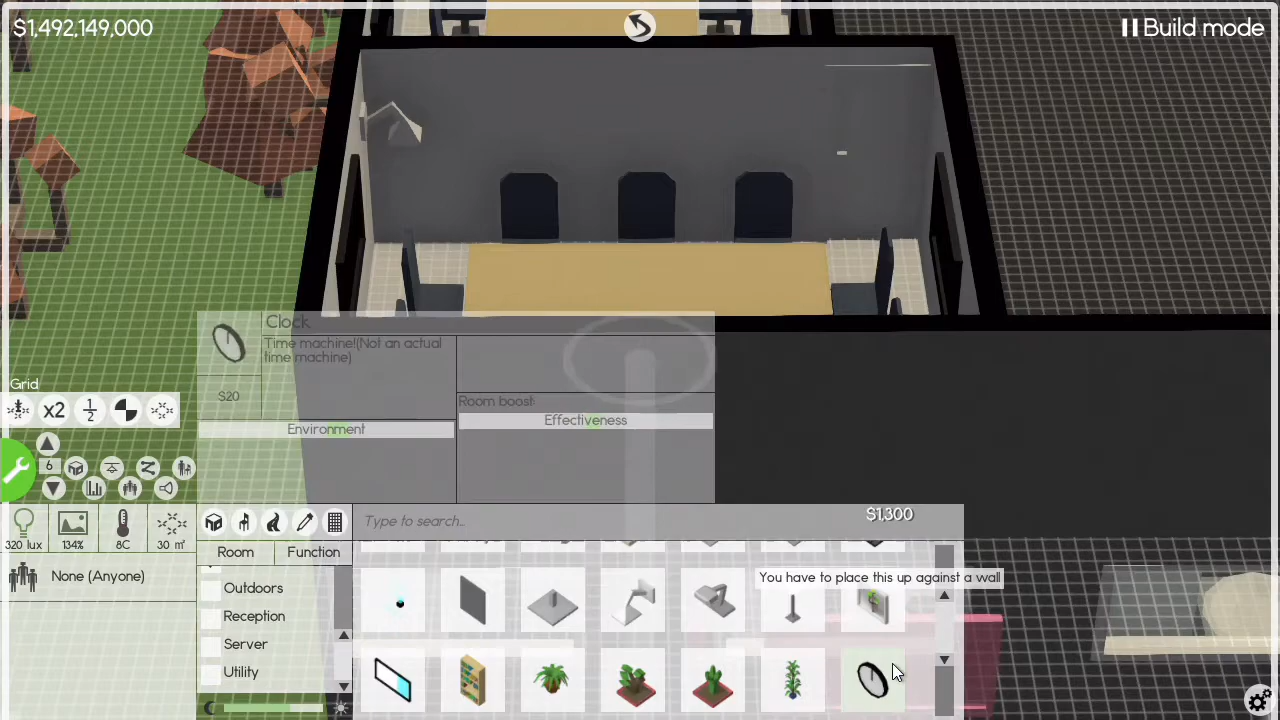 $1,492,149,000
Build mode
Clock
Time machine!(Not an actual
time machine)
$20
Room boost:
Environment
Effectiveness
Grid
x2
1
2
6
Type to search...
$1,300
You have to place this up against a wall
320 lux
134%
8C
30 m²
Room
Function
None (Anyone)
Outdoors
Reception
Server
Utility